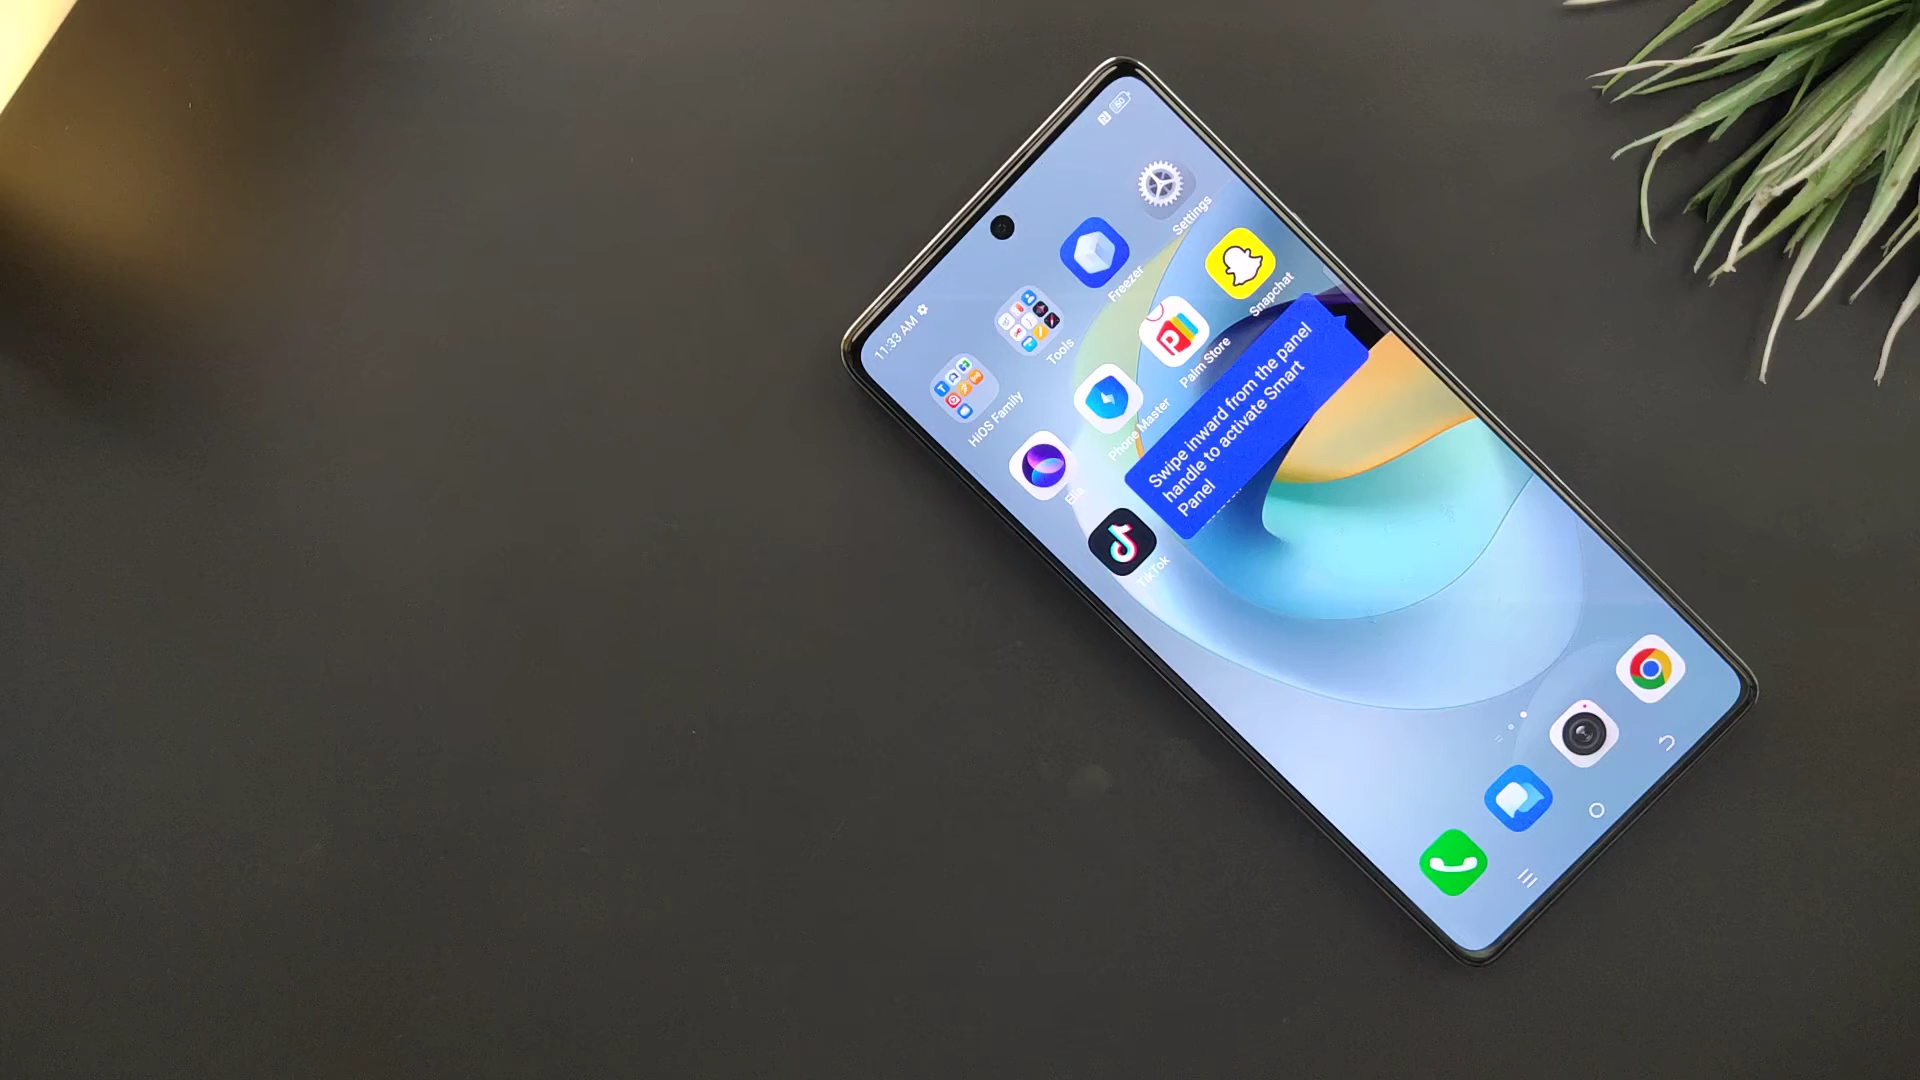 11:33 AM
60
HiOS Family
Tools
Freezer
Settings
Ella
Phone Master
Palm Store
Snapchat
TikTok
Swipe inward from the panel
handle to activate Smart
Panel